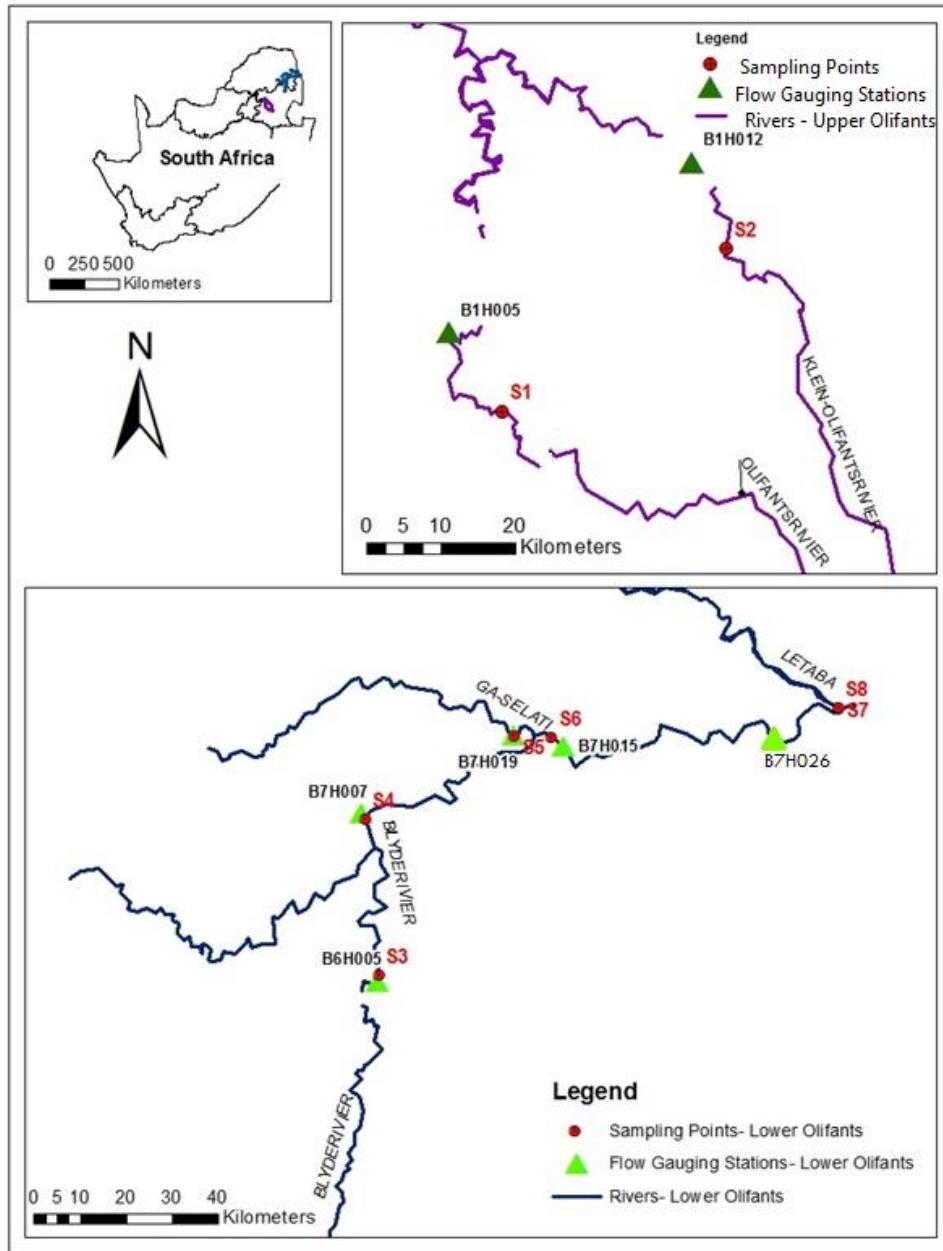 South Africa
0 250 500
Kilometers
N
Legend
Sampling Points
Flow Gauging Stations
Rivers - Upper Olifants
B1H012
S2
B1H005
S1
KLEIN-OLIFANTSRIVIER
OLIFANTSRIVIER
0 5 10 20
Kilometers
LETABA
S8
S7
GA-SELATI
S6
S5
B7H015
B7H019
B7H026
B7H007
S4
BLYDERIVIER
B6H005
S3
BLYDERIVIER
Legend
Sampling Points- Lower Olifants
Flow Gauging Stations- Lower Olifants
Rivers- Lower Olifants
0 5 10 20 30 40
Kilometers